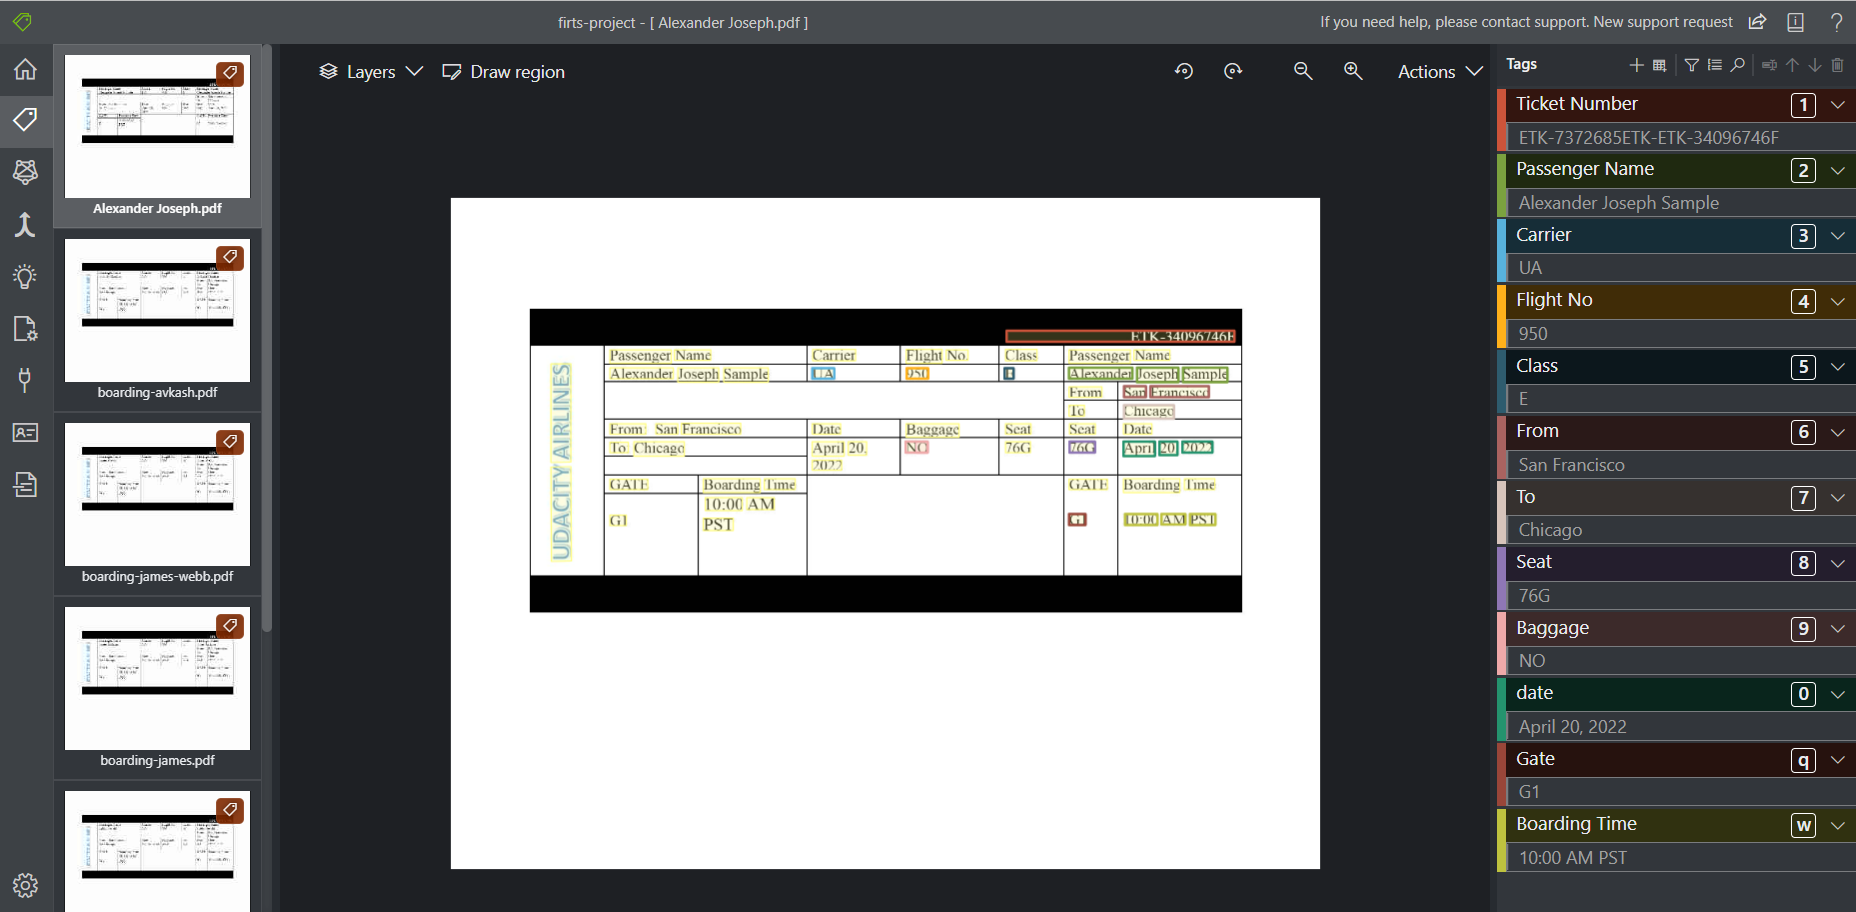 firts-project - [ Alexander Joseph.pdf ]
If you need help, please contact support. New support request
?
Alexander Joseph.pdf
boarding-avkash.pdf
boarding-james-webb.pdf
boarding-james.pdf
Layers
Draw region
Actions
ETK-34096746F
UDACITY AIRLINES
Passenger Name Carrier Flight No. Class Passenger Name
Alexander Joseph Sample UA 950 E Alexander Joseph Sample
From San Francisco
To Chicago
From: San Francisco Date Baggage Seat Seat Date
To Chicago April 20, NO 76G 76G April 20 2022
2022
GATE Boarding Time GATE Boarding Time
10:00 AM
G1 PST G1 10:00 AM PST
Tags
Ticket Number 1
ETK-7372685ETK-ETK-34096746F
Passenger Name 2
Alexander Joseph Sample
Carrier 3
UA
Flight No 4
950
Class 5
E
From 6
San Francisco
To 7
Chicago
Seat 8
76G
Baggage 9
NO
date 0
April 20, 2022
Gate q
G1
Boarding Time w
10:00 AM PST